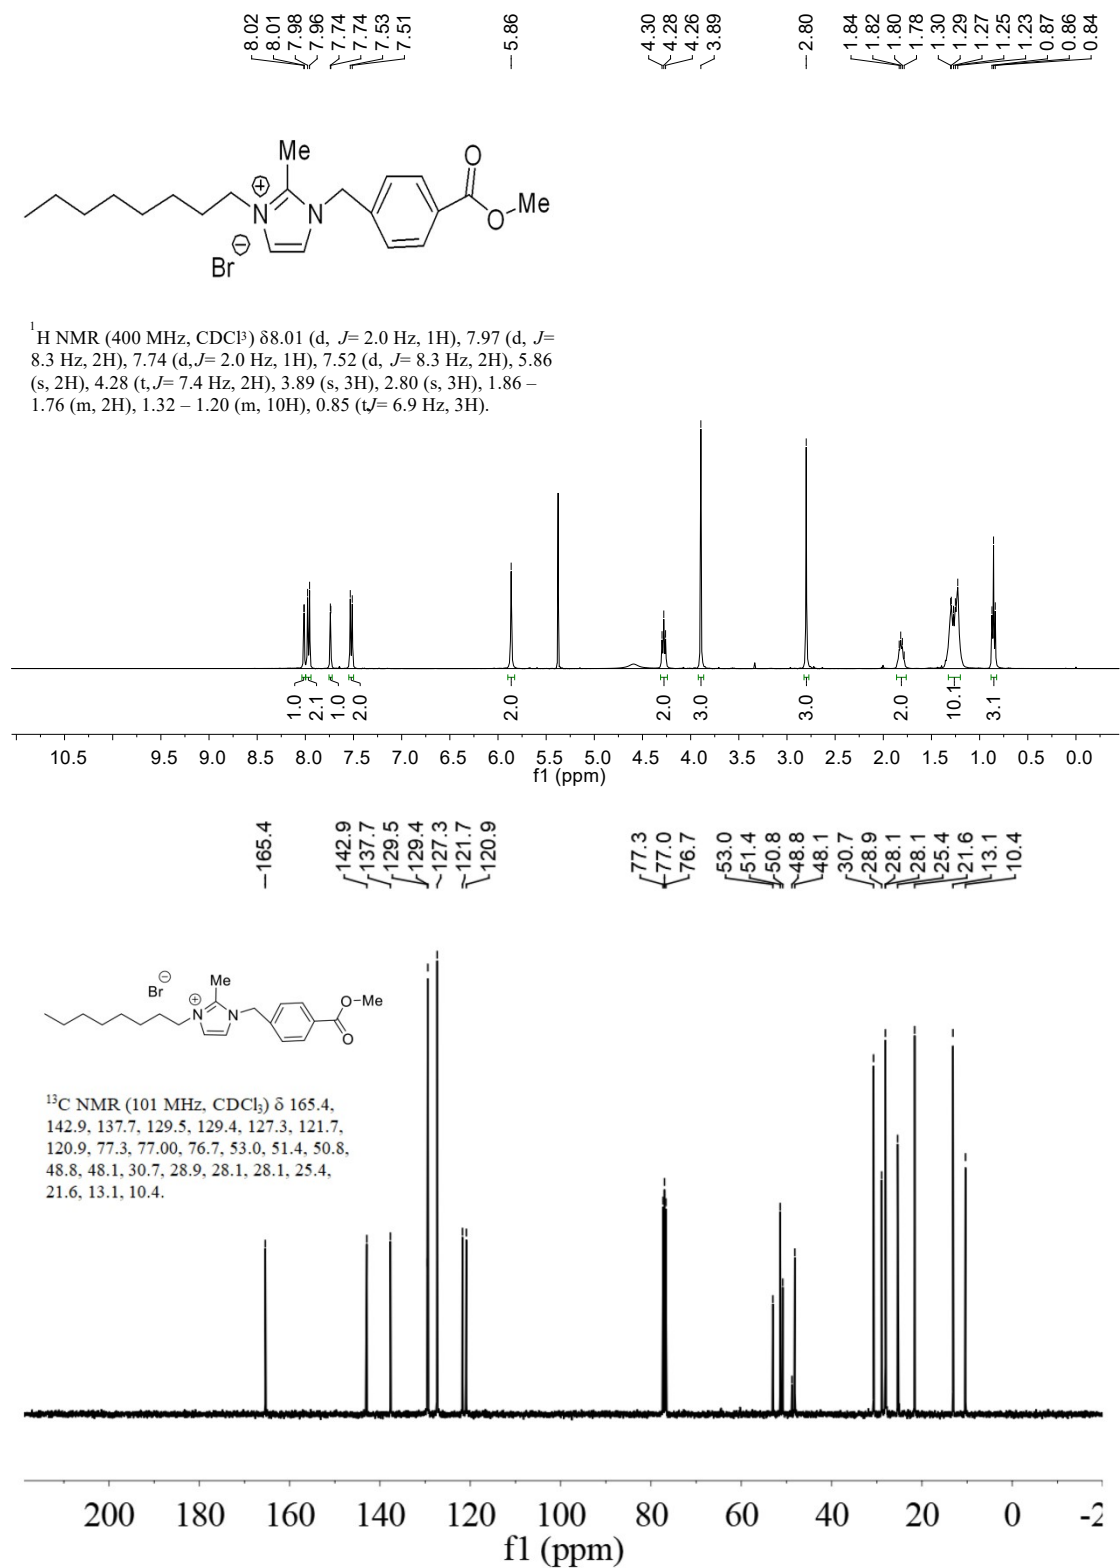 8.02 8.01 7.98 7.96 7.74 7.74 7.53 7.51 5.86 4.30 4.28 4.26 3.89 2.80 1.84 1.82 1.80 1.78 1.30 1.29 1.27 1.25 1.23 0.87 0.86 0.84
Me
O
N
+
N
O
Me
Br
−
1H NMR (400 MHz, CDCl³) δ8.01 (d, J= 2.0 Hz, 1H), 7.97 (d, J=
8.3 Hz, 2H), 7.74 (d,J= 2.0 Hz, 1H), 7.52 (d, J= 8.3 Hz, 2H), 5.86
(s, 2H), 4.28 (t,J= 7.4 Hz, 2H), 3.89 (s, 3H), 2.80 (s, 3H), 1.86 –
1.76 (m, 2H), 1.32 – 1.20 (m, 10H), 0.85 (t,J= 6.9 Hz, 3H).
1.0 2.1 1.0 2.0 2.0 2.0 3.0 3.0 2.0 10.1 3.1
10.5 9.5 9.0 8.5 8.0 7.5 7.0 6.5 6.0 5.5 5.0 4.5 4.0 3.5 3.0 2.5 2.0 1.5 1.0 0.5 0.0
f1 (ppm)
165.4 142.9 137.7 129.5 129.4 127.3 121.7 120.9 77.3 77.0 76.7 53.0 51.4 50.8 48.8 48.1 30.7 28.9 28.1 28.1 25.4 21.6 13.1 10.4
Br
−
Me
N
+
N
O
Me
O
13C NMR (101 MHz, CDCl₃) δ 165.4,
142.9, 137.7, 129.5, 129.4, 127.3, 121.7,
120.9, 77.3, 77.00, 76.7, 53.0, 51.4, 50.8,
48.8, 48.1, 30.7, 28.9, 28.1, 28.1, 25.4,
21.6, 13.1, 10.4.
200 180 160 140 120 100 80 60 40 20 0 -2
f1 (ppm)